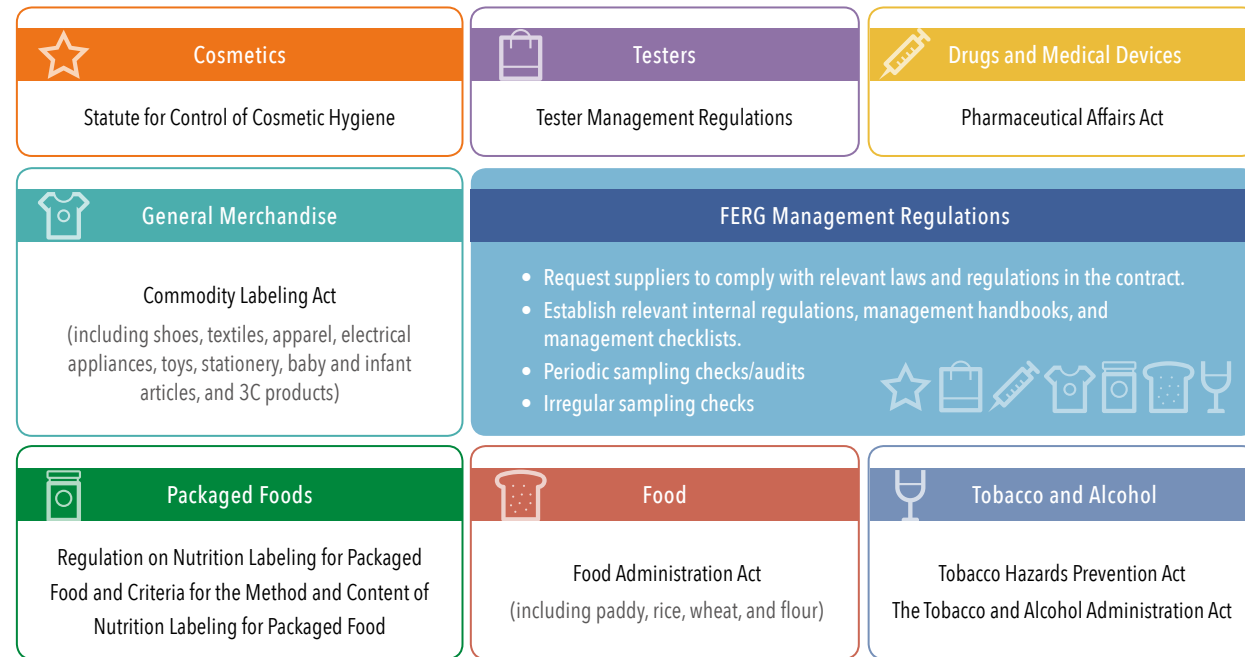 Cosmetics
Statute for Control of Cosmetic Hygiene
Testers
Tester Management Regulations
Drugs and Medical Devices
Pharmaceutical Affairs Act
General Merchandise
Commodity Labeling Act
(including shoes, textiles, apparel, electrical
appliances, toys, stationery, baby and infant
articles, and 3C products)
FERG Management Regulations
• Request suppliers to comply with relevant laws and regulations in the contract.
• Establish relevant internal regulations, management handbooks, and
management checklists.
• Periodic sampling checks/audits
• Irregular sampling checks
Packaged Foods
Regulation on Nutrition Labeling for Packaged
Food and Criteria for the Method and Content of
Nutrition Labeling for Packaged Food
Food
Food Administration Act
(including paddy, rice, wheat, and flour)
Tobacco and Alcohol
Tobacco Hazards Prevention Act
The Tobacco and Alcohol Administration Act